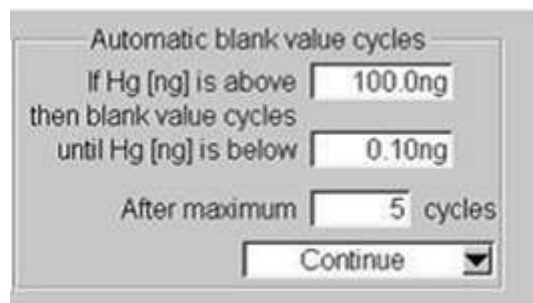 Automatic blank value cycles
If Hg [ng] is above 100.0ng
then blank value cycles
until Hg [ng] is below 0.10ng
After maximum 5 cycles
Continue